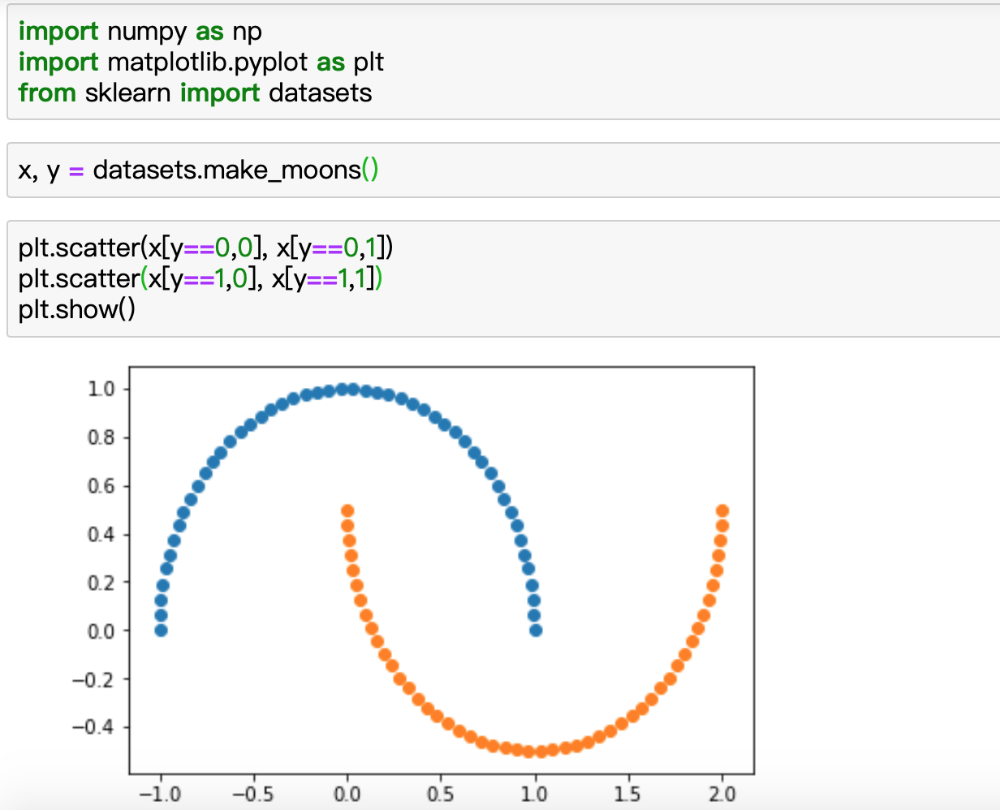 import numpy as np
import matplotlib.pyplot as plt
from sklearn import datasets
x, y = datasets.make_moons()
plt.scatter(x[y==0,0], x[y==0,1])
plt.scatter(x[y==1,0], x[y==1,1])
plt.show()
1.0
0.8
0.6
0.4
0.2
0.0
−0.2
−0.4
−1.0 −0.5 0.0 0.5 1.0 1.5 2.0